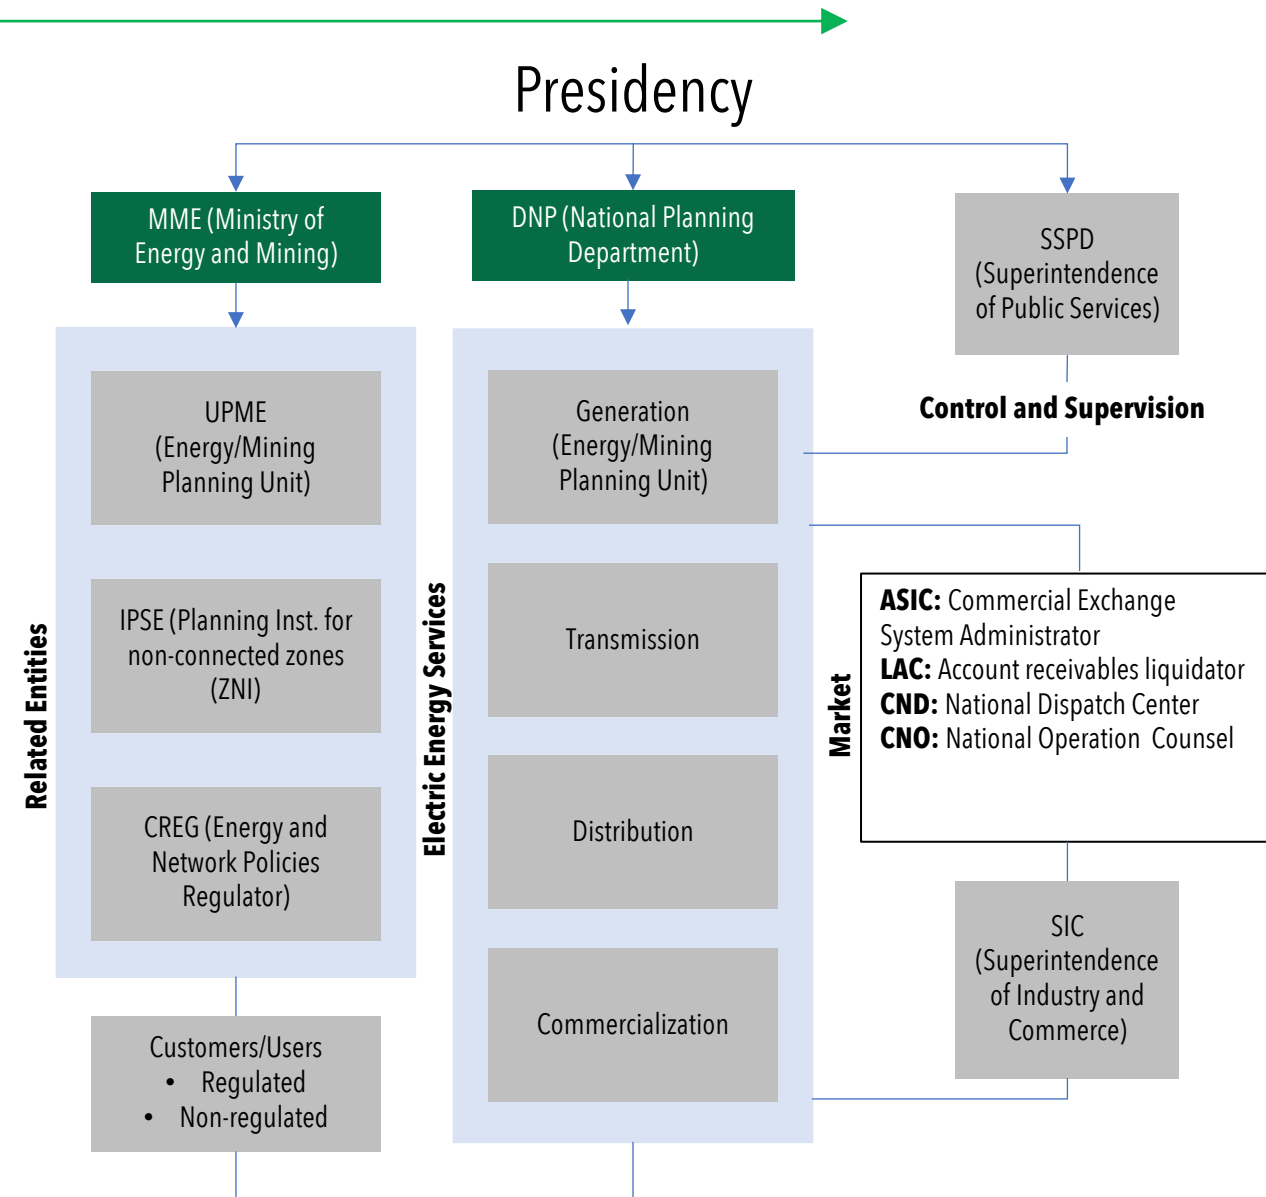 Presidency
MME (Ministry of
Energy and Mining)
DNP (National Planning
Department)
SSPD
(Superintendence
of Public Services)
Control and Supervision
Related Entities
UPME
(Energy/Mining
Planning Unit)
IPSE (Planning Inst. for
non-connected zones
(ZNI)
CREG (Energy and
Network Policies
Regulator)
Customers/Users
• Regulated
• Non-regulated
Electric Energy Services
Generation
(Energy/Mining
Planning Unit)
Transmission
Distribution
Commercialization
Market
ASIC: Commercial Exchange
System Administrator
LAC: Account receivables liquidator
CND: National Dispatch Center
CNO: National Operation Counsel
SIC
(Superintendence
of Industry and
Commerce)